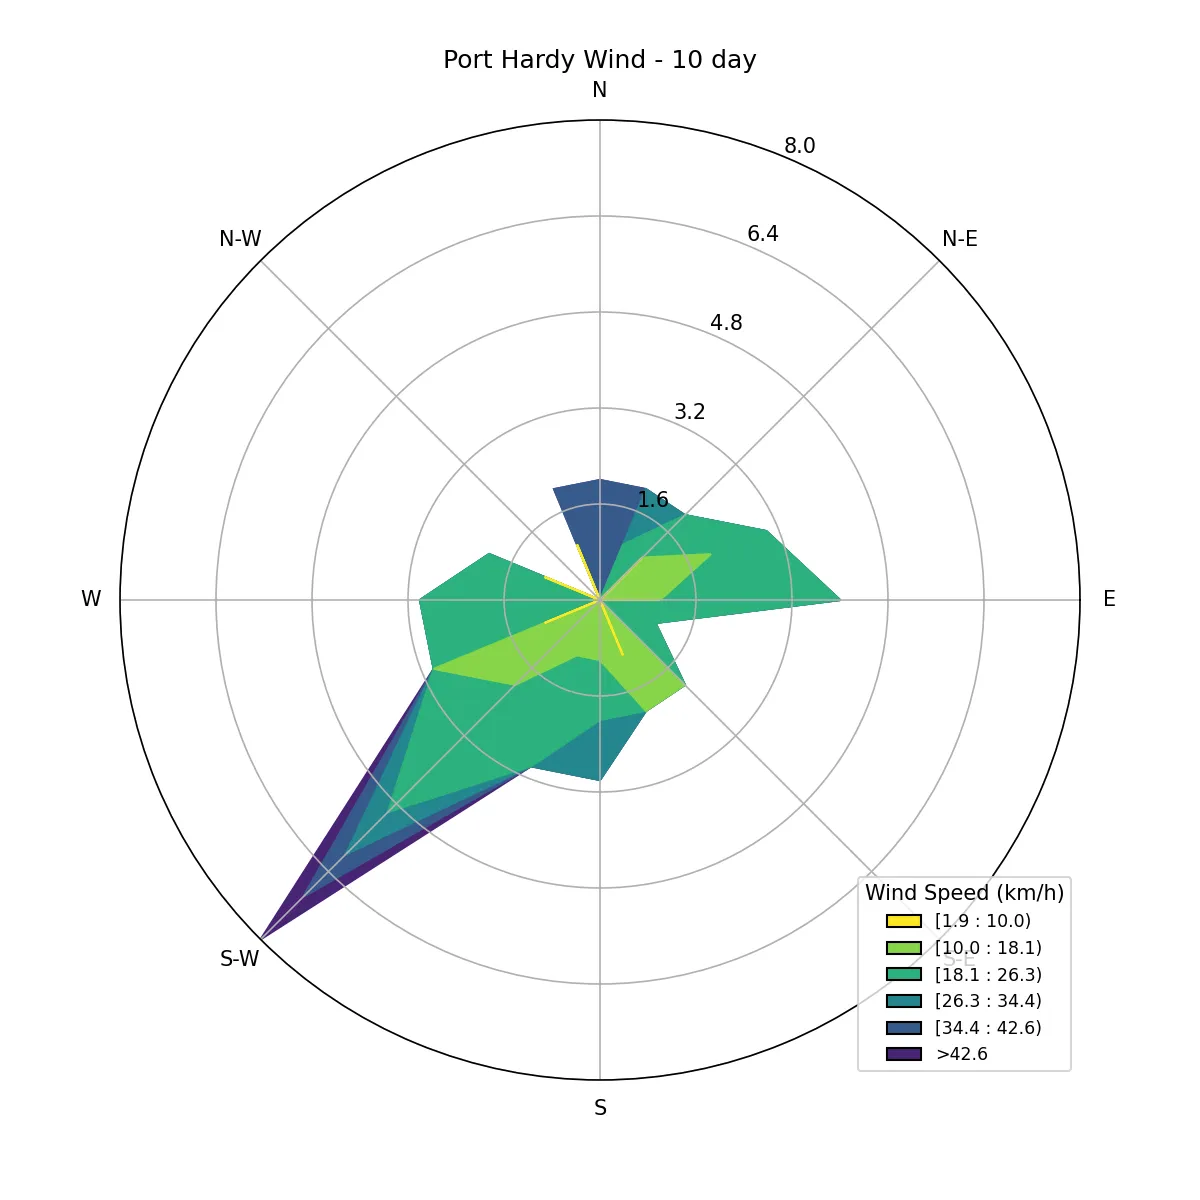 Port Hardy Wind - 10 day
N
8.0
N-W
N-E
6.4
4.8
3.2
1.6
W
E
S-W
S-E
S
Wind Speed (km/h)
[1.9 : 10.0)
[10.0 : 18.1)
[18.1 : 26.3)
[26.3 : 34.4)
[34.4 : 42.6)
>42.6